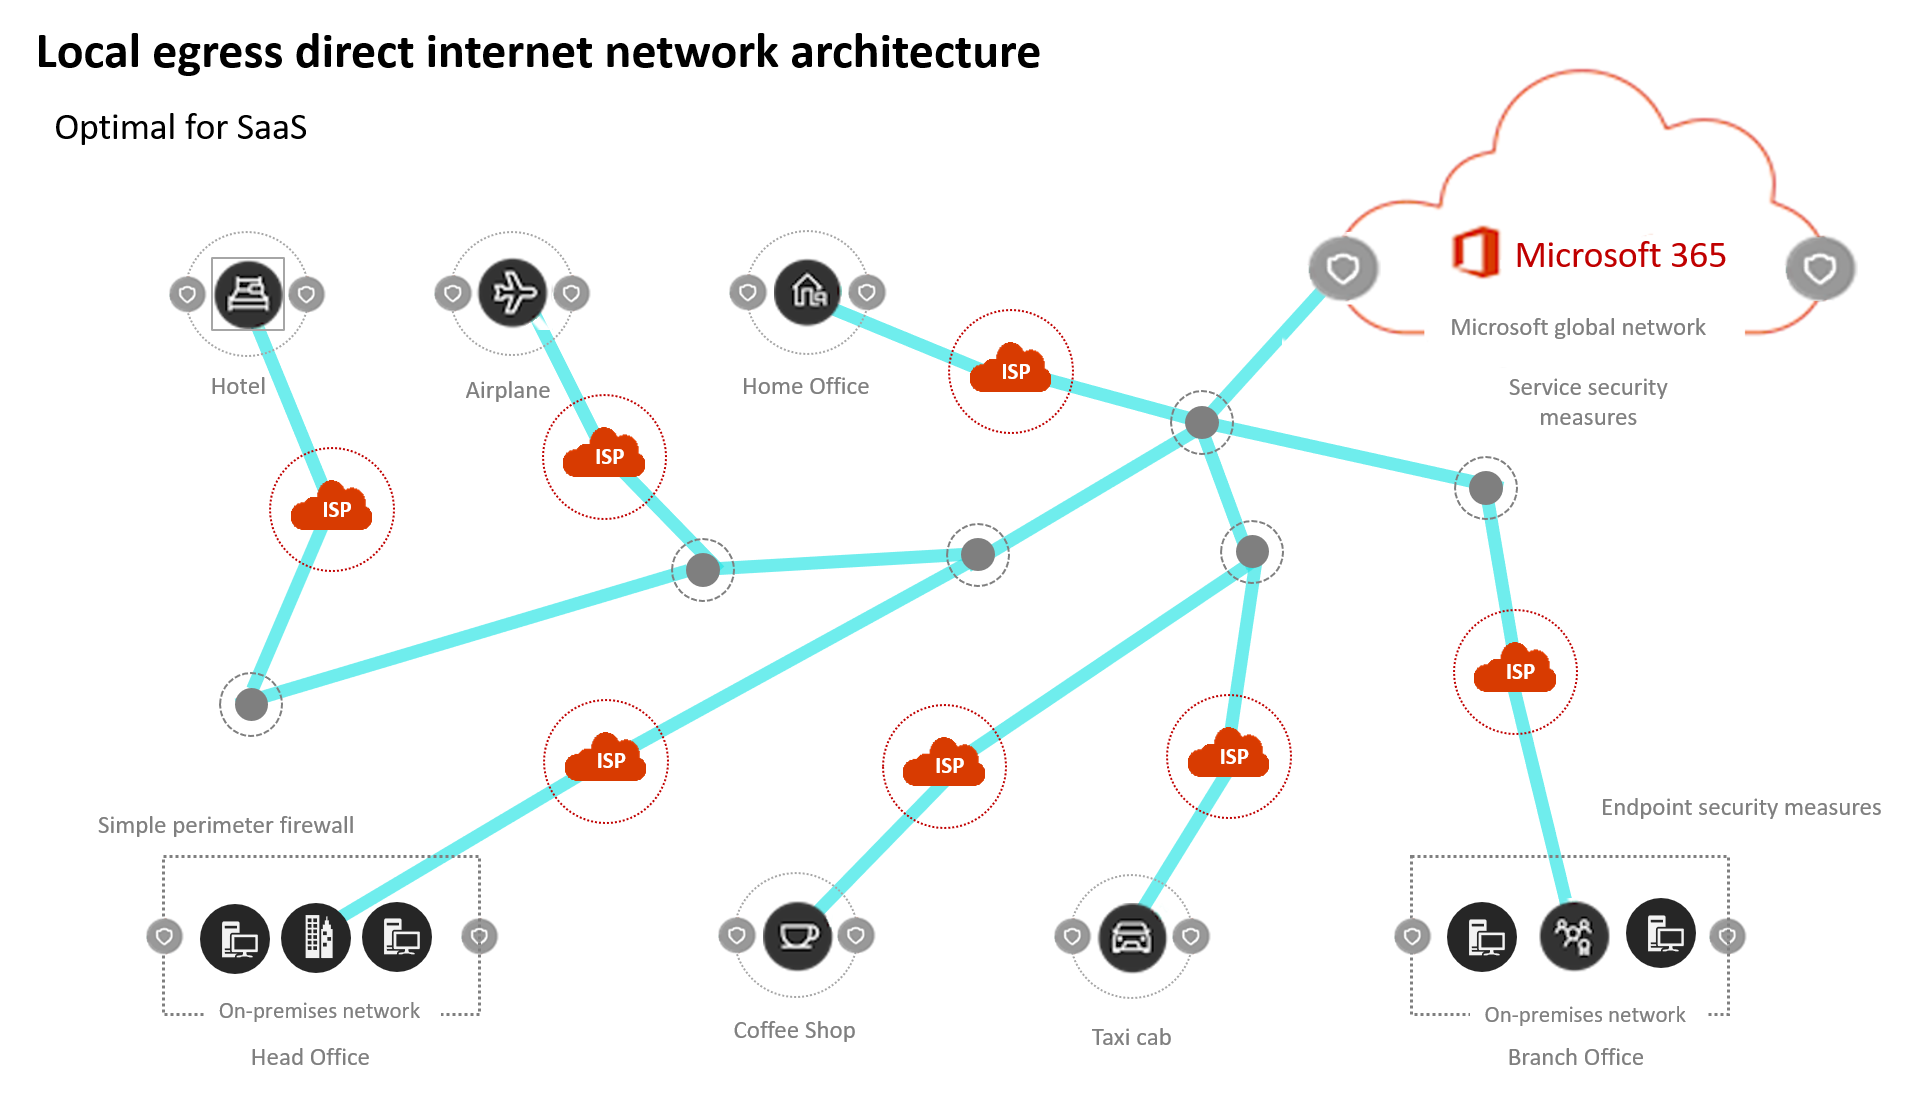 Local egress direct internet network architecture
Optimal for SaaS
Microsoft 365
Microsoft global network
Service security
measures
Hotel
Airplane
Home Office
ISP
ISP
ISP
ISP
ISP
ISP
ISP
Simple perimeter firewall
Endpoint security measures
On-premises network
Head Office
Coffee Shop
Taxi cab
On-premises network
Branch Office